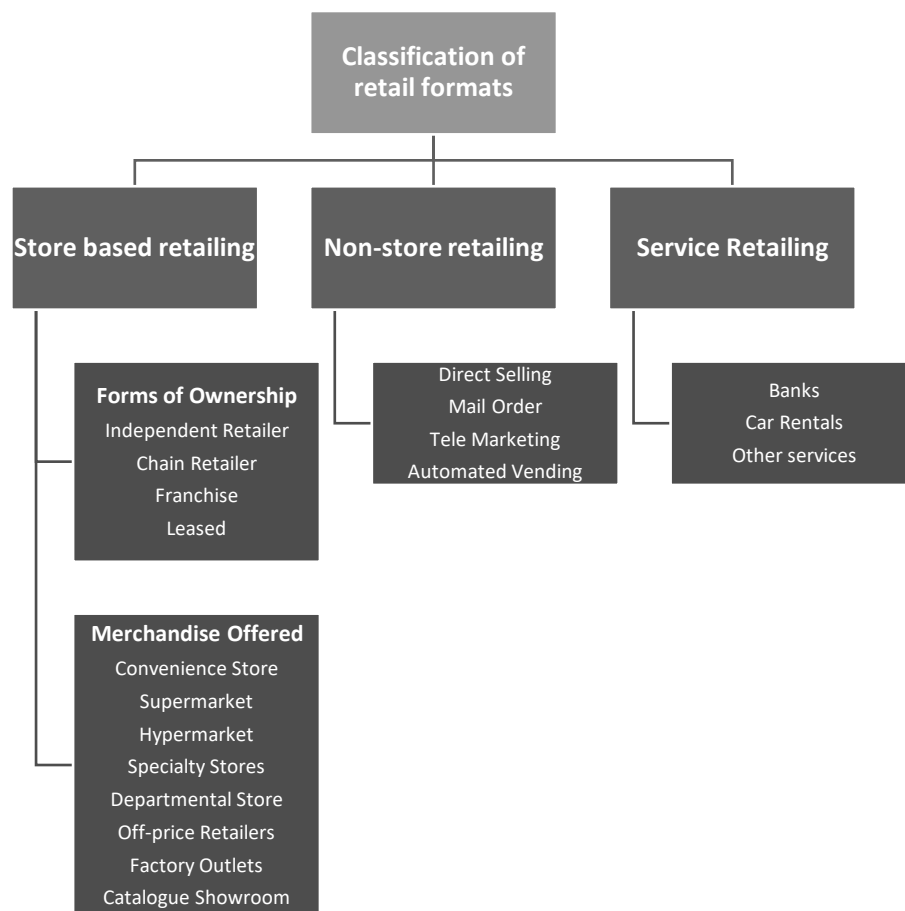 Classification of
retail formats
Store based retailing
Non-store retailing
Service Retailing
Forms of Ownership
Independent Retailer
Chain Retailer
Franchise
Leased
Direct Selling
Mail Order
Tele Marketing
Automated Vending
Banks
Car Rentals
Other services
Merchandise Offered
Convenience Store
Supermarket
Hypermarket
Specialty Stores
Departmental Store
Off-price Retailers
Factory Outlets
Catalogue Showroom